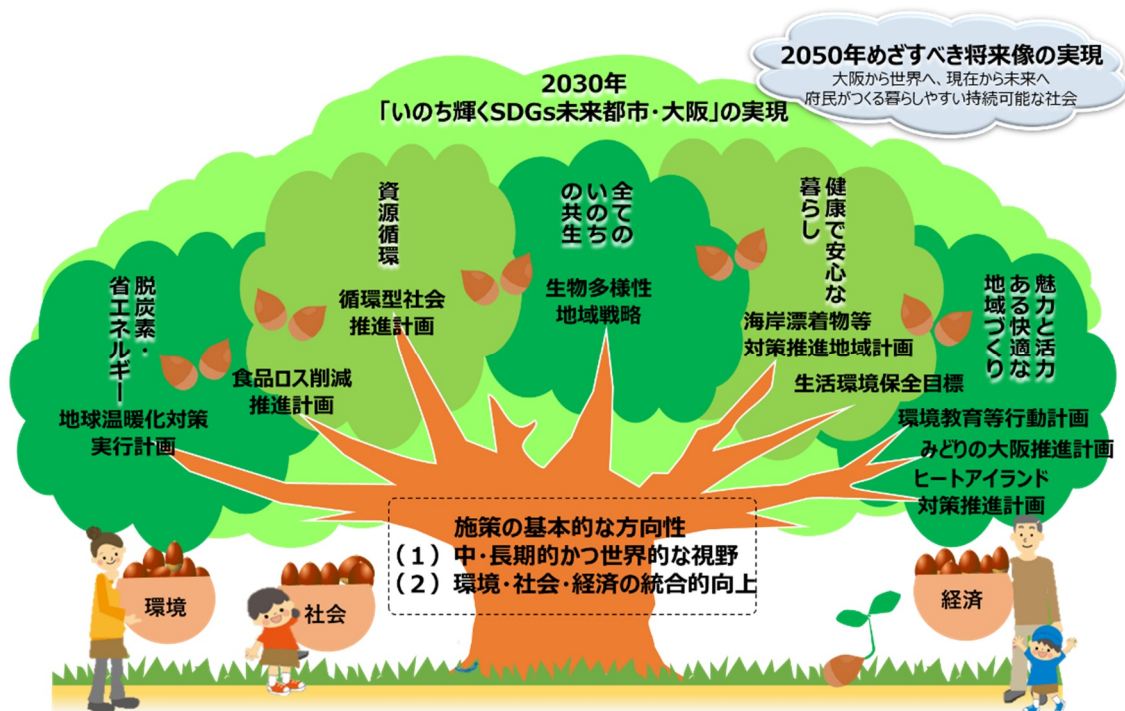 2050年めざすべき将来像の実現
大阪から世界へ、現在から未来へ
府民がつくる暮らしやすい持続可能な社会
2030年
「いのち輝くSDGs未来都市・大阪」の実現
脱炭素・
省エネルギー
地球温暖化対策
実行計画
資源循環
循環型社会
推進計画
食品ロス削減
推進計画
全ての
いのち
の共生
生物多様性
地域戦略
健康で安心な
暮らし
海岸漂着物等
対策推進地域計画
生活環境保全目標
魅力と活力
ある快適な
地域づくり
環境教育等行動計画
みどりの大阪推進計画
ヒートアイランド
対策推進計画
施策の基本的な方向性
（１）中・長期的かつ世界的な視野
（２）環境・社会・経済の統合的向上
環境
社会
経済